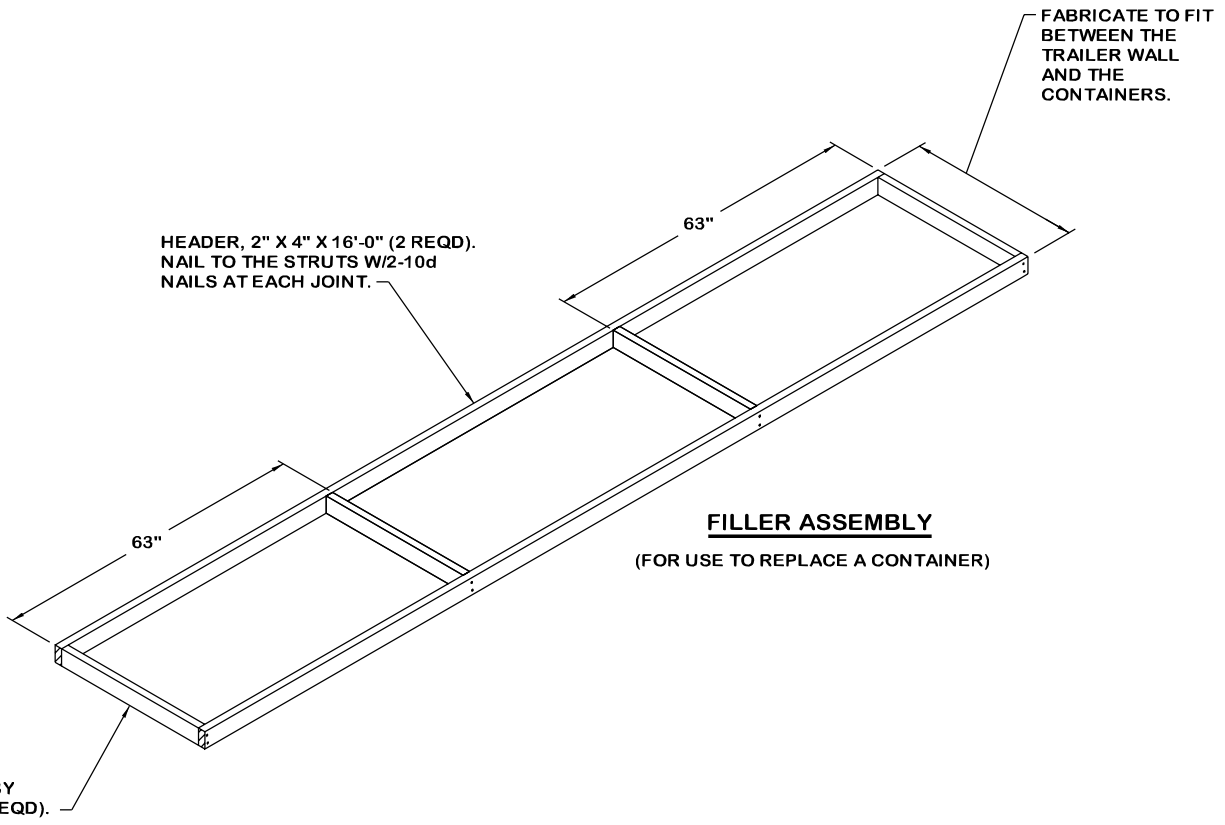 FABRICATE TO FIT
BETWEEN THE
TRAILER WALL
AND THE
CONTAINERS.
63"
HEADER, 2" X 4" X 16'-0" (2 REQD).
NAIL TO THE STRUTS W/2-10d
NAILS AT EACH JOINT.
63"
FILLER ASSEMBLY
(FOR USE TO REPLACE A CONTAINER)